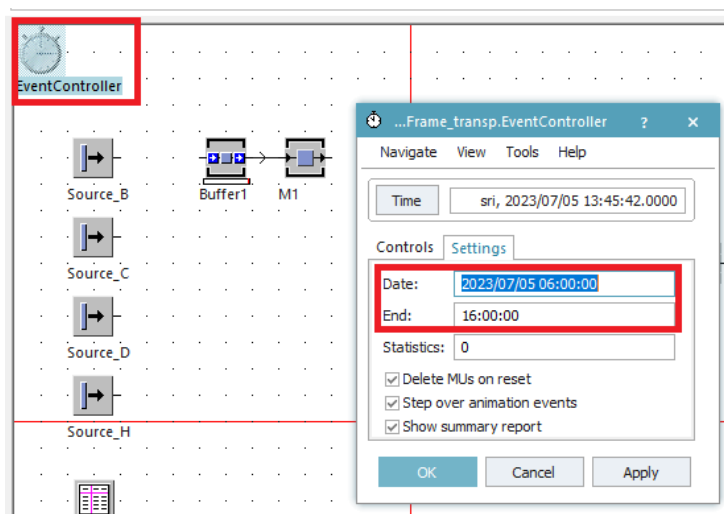 EventController
Source_B
Buffer1
M1
Source_C
Source_D
Source_H
...Frame_transp.EventController ? ×
Navigate View Tools Help
Time sri, 2023/07/05 13:45:42.0000
Controls Settings
Date: 2023/07/05 06:00:00
End: 16:00:00
Statistics: 0
Delete MUs on reset
Step over animation events
Show summary report
OK Cancel Apply